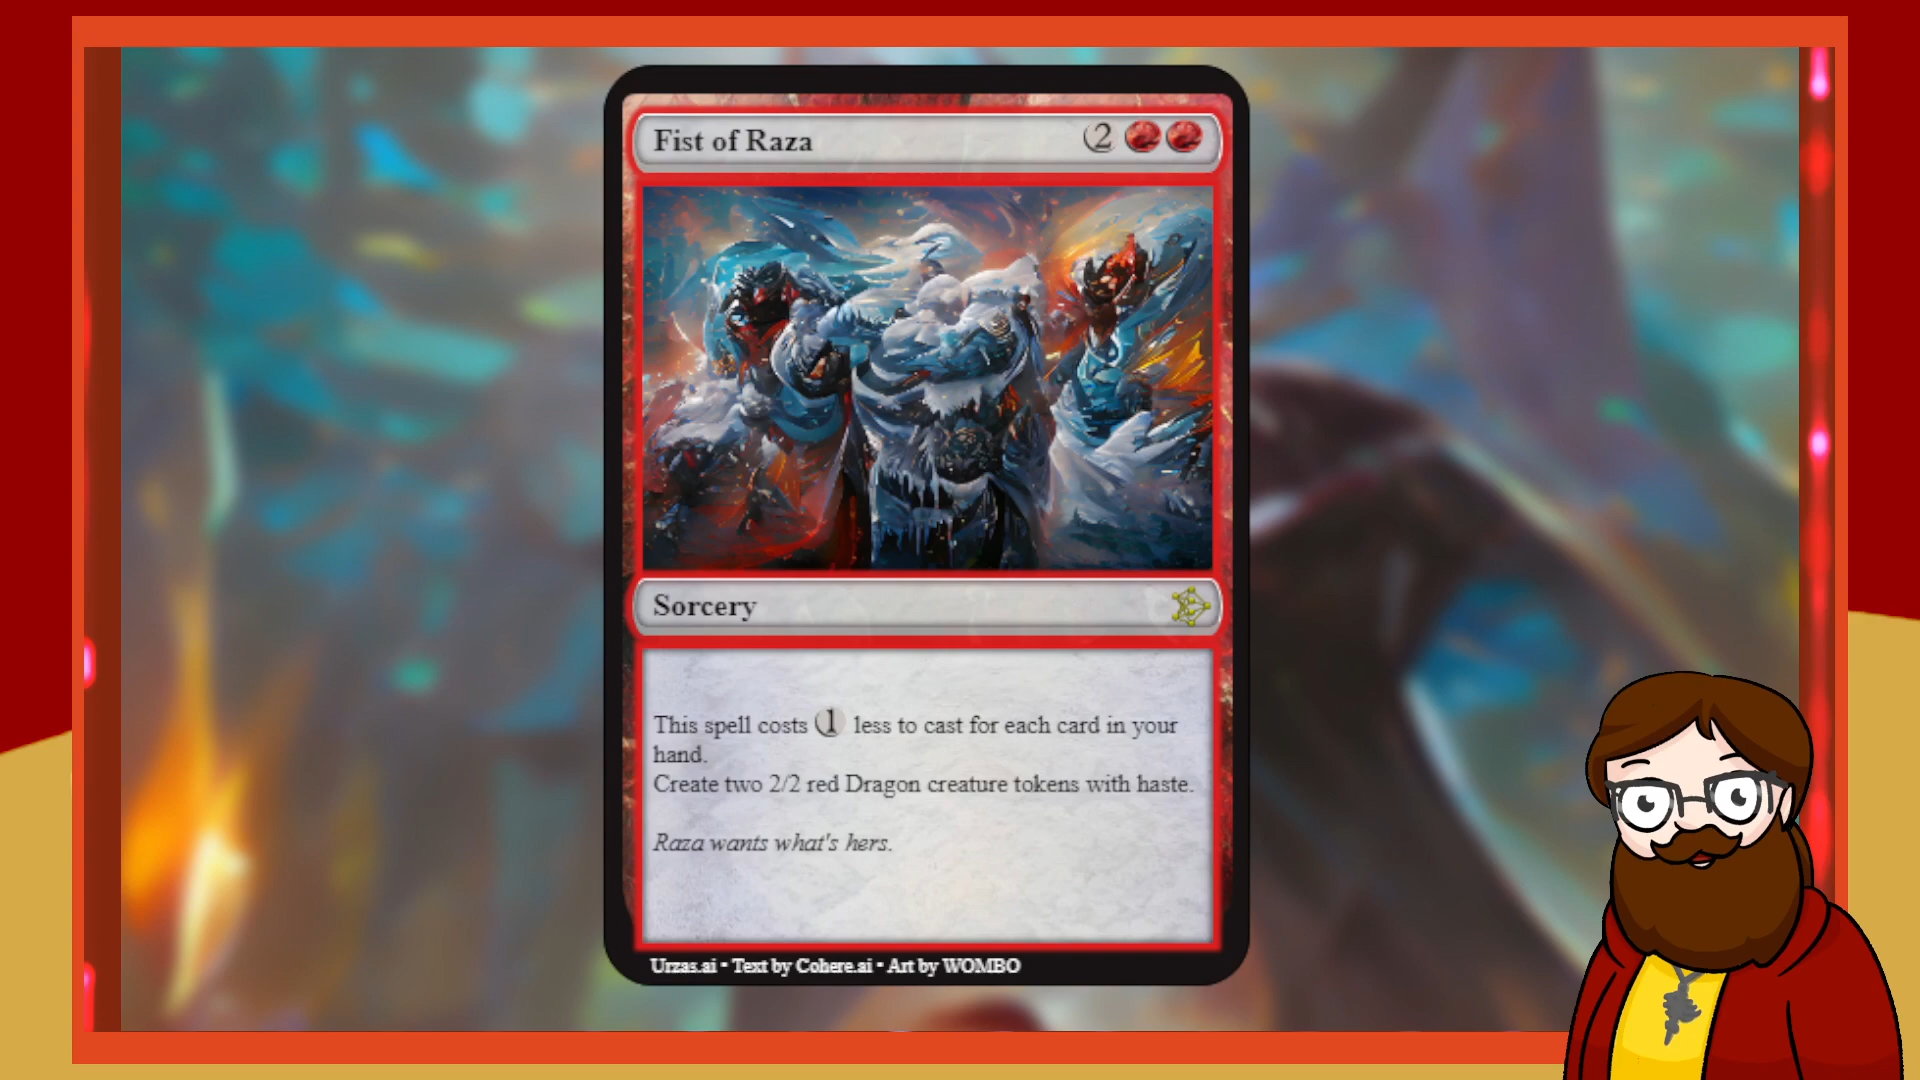 Fist of Raza
2
Sorcery
This spell costs 1 less to cast for each card in your
hand.
Create two 2/2 red Dragon creature tokens with haste.
Raza wants what's hers.
Urzas.ai • Text by Cohere.ai • Art by WOMBO